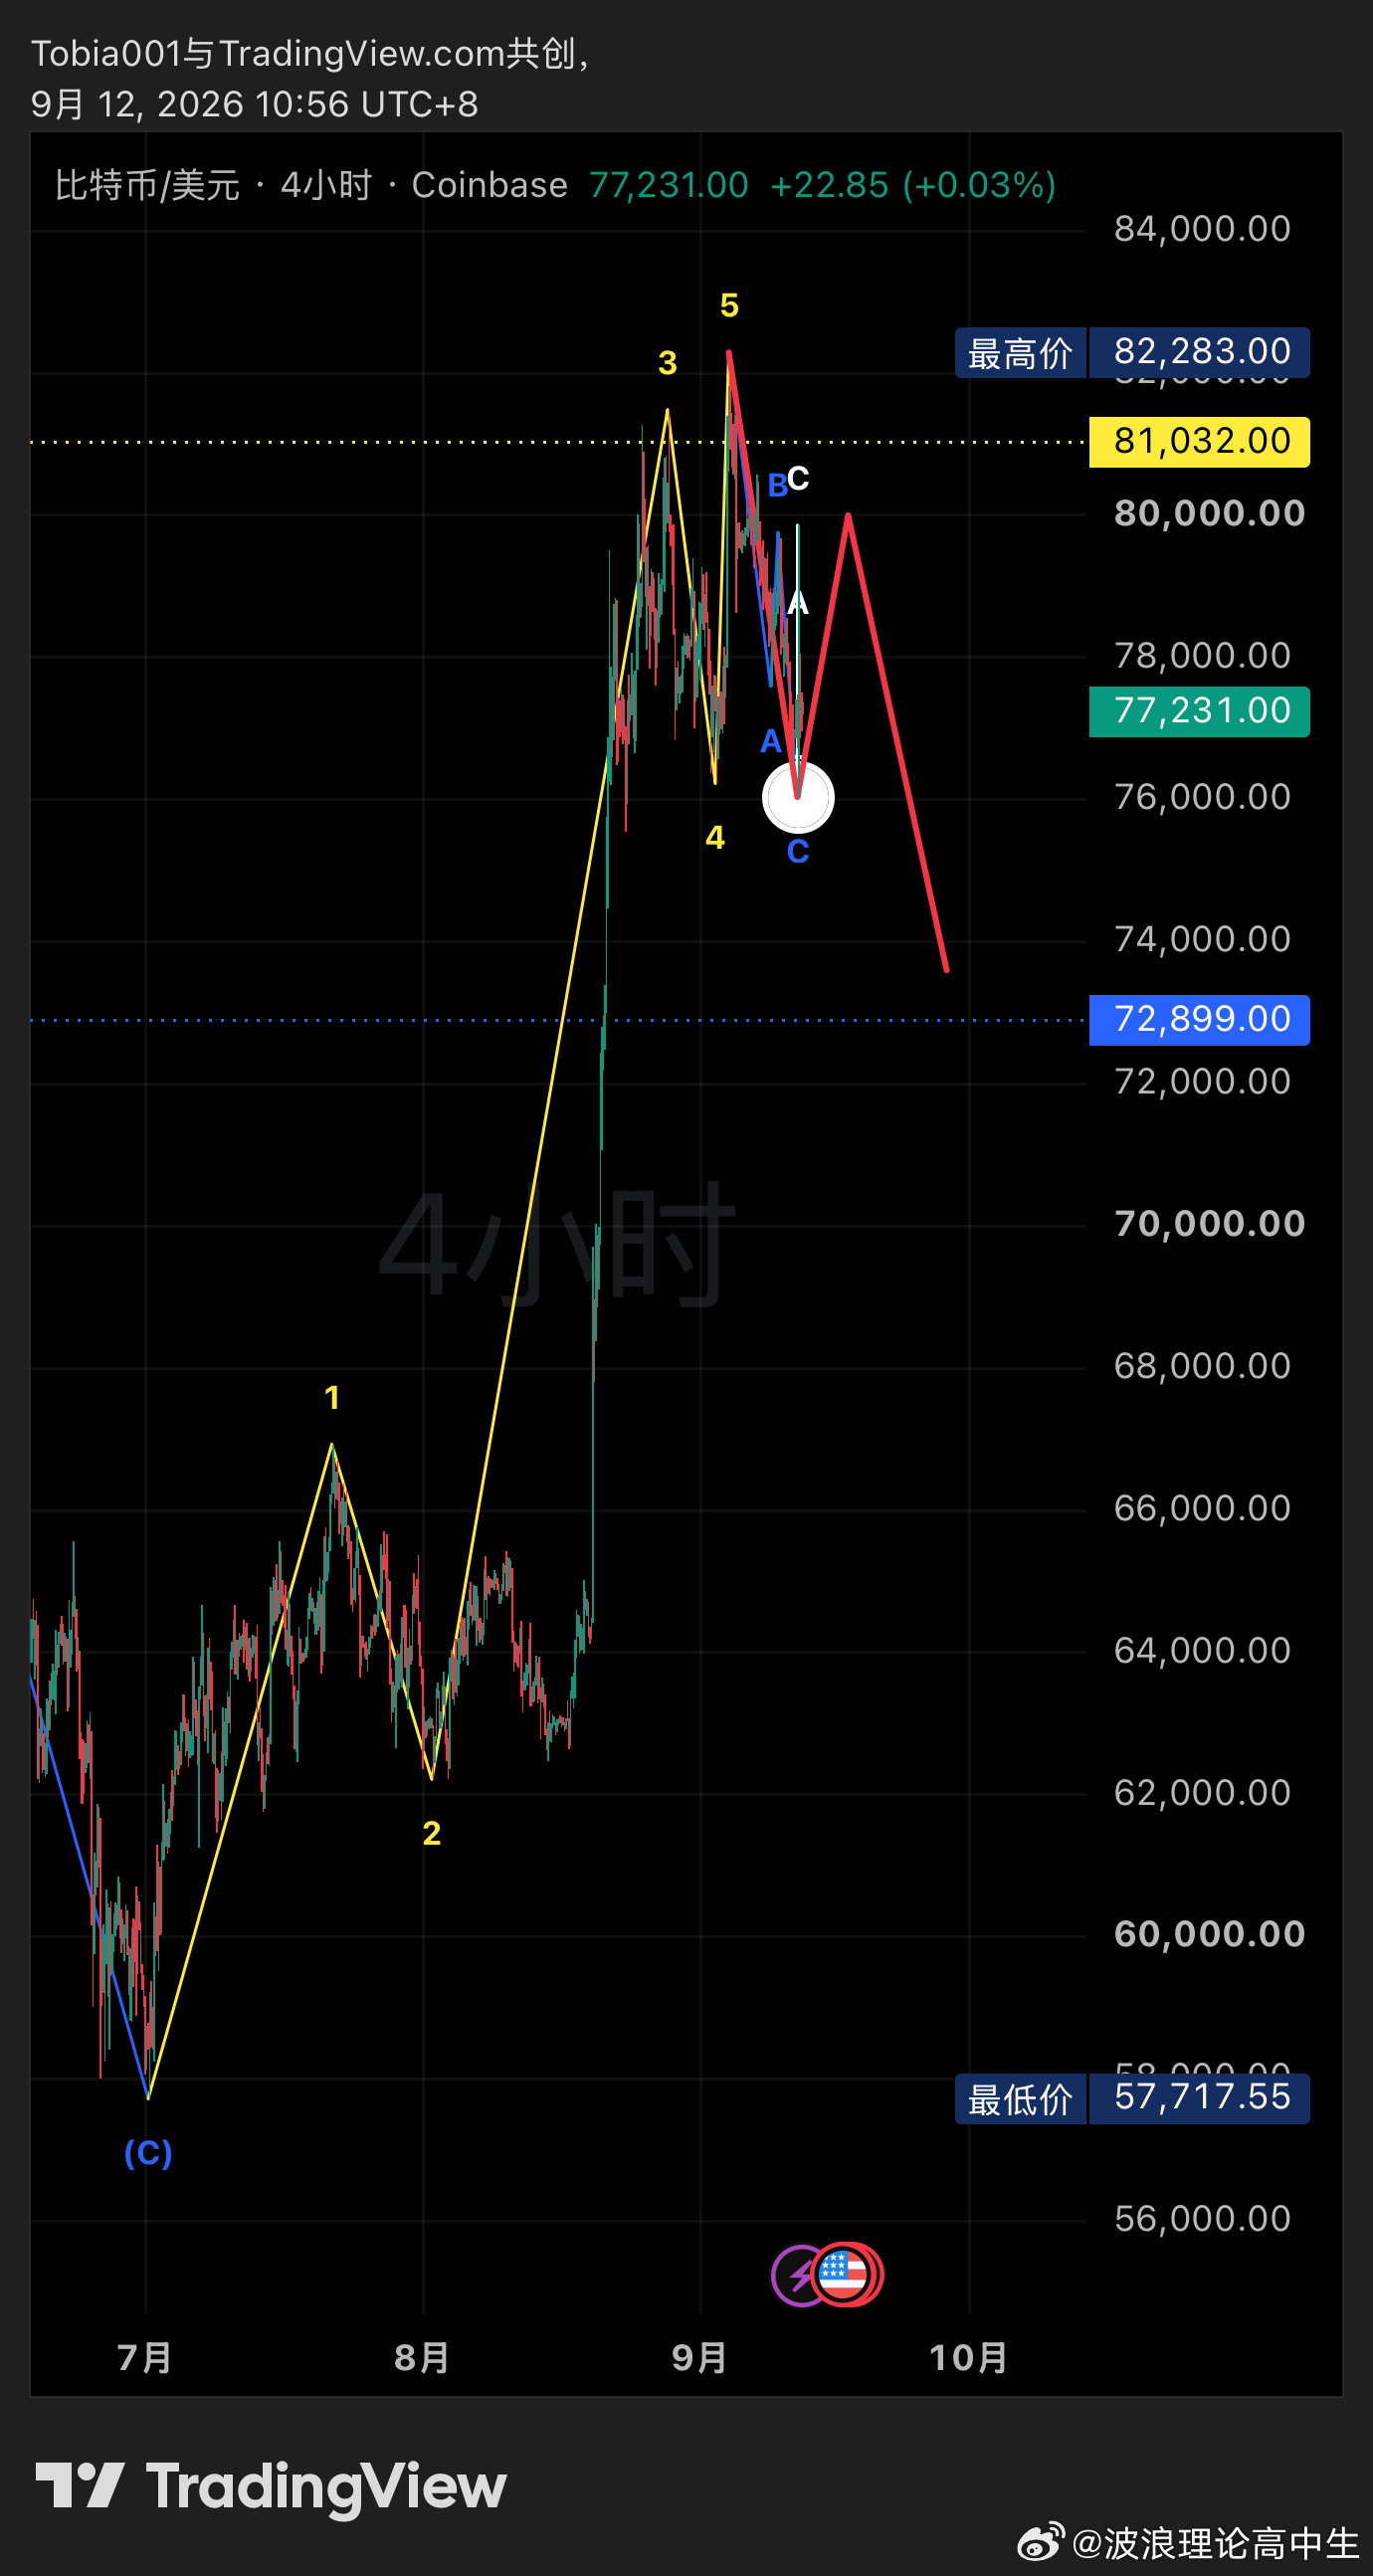 Tobia001与TradingView.com共创,
9月 12, 2026 10:56 UTC+8
比特币/美元 · 4小时 · Coinbase 77,231.00 +22.85 (+0.03%)
84,000.00
5
最高价 82,283.00
3
82,000.00
81,032.00
B C
80,000.00
A
78,000.00
77,231.00
A
76,000.00
4
C
74,000.00
72,899.00
72,000.00
4小时
70,000.00
68,000.00
1
66,000.00
64,000.00
62,000.00
2
60,000.00
58,000.00
最低价 57,717.55
(C)
56,000.00
7月 8月 9月 10月
TradingView
@波浪理论高中生